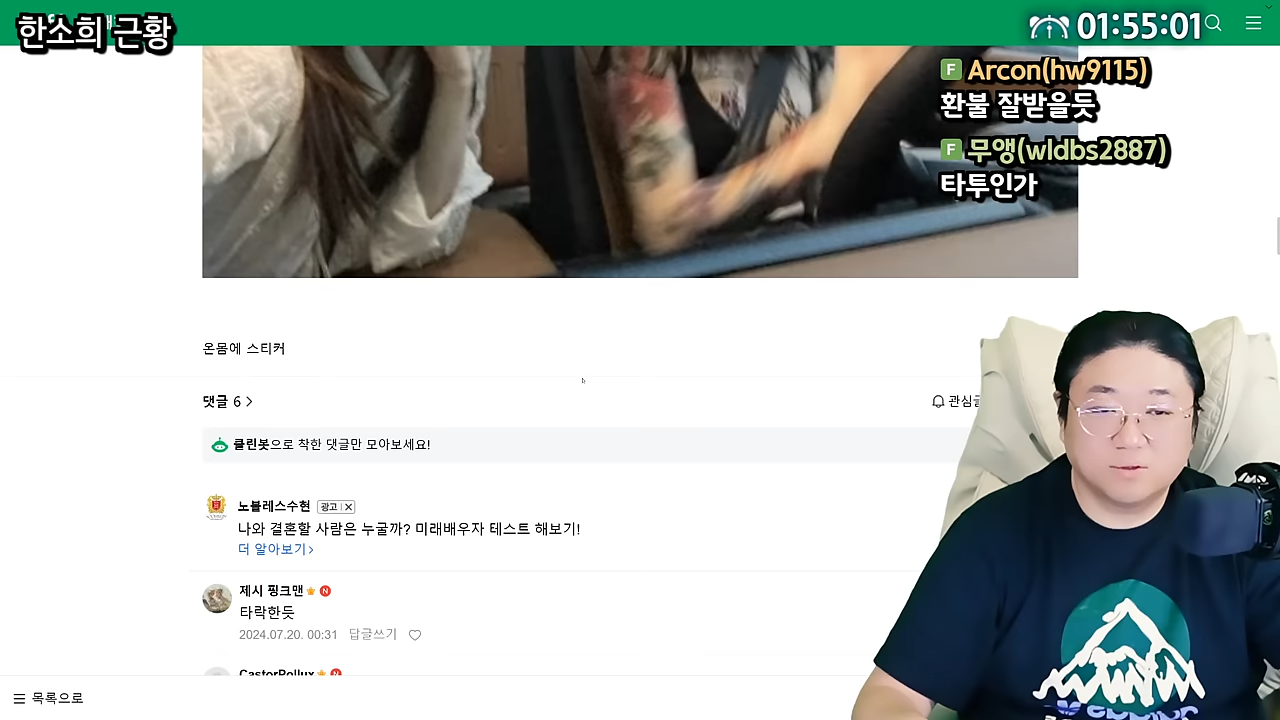 한소희 근황
01:55:01
F Arcon(hw9115)
환불 잘받을듯
F 무앵(wldbs2887)
타투인가
온몸에 스티커
댓글 6
관심글
클린봇으로 착한 댓글만 모아보세요!
노블레스수현 광고
나와 결혼할 사람은 누굴까? 미래배우자 테스트 해보기!
더 알아보기
제시 핑크맨 N
타락한듯
2024.07.20. 00:31 답글쓰기
CastorPollux N
목록으로